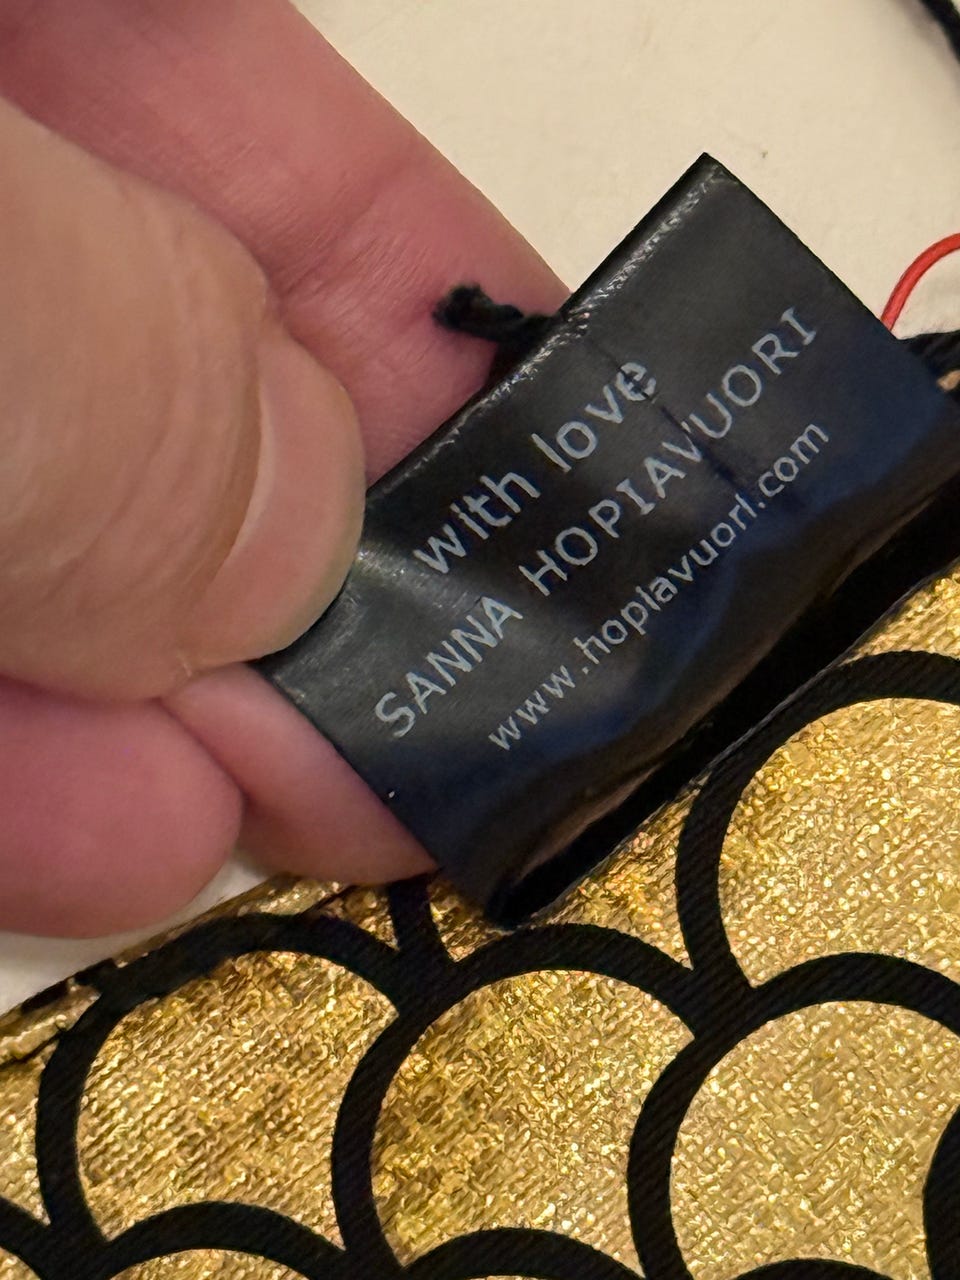 with love
SANNA HOPIAVUORI
www.hopiavuori.com